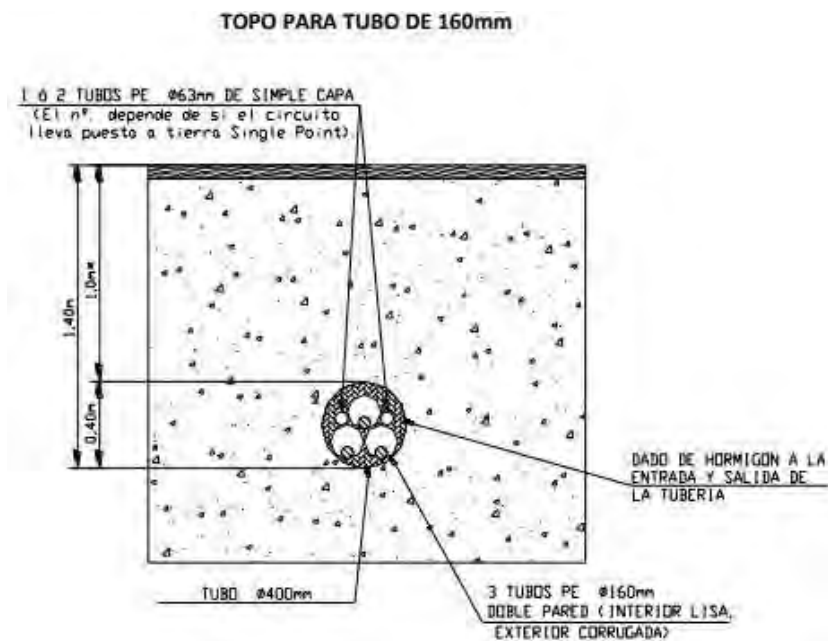 TOPO PARA TUBO DE 160mm
1 ó 2 TUBOS PE ø63mm DE SIMPLE CAPA
(El nº. depende de si el circuito
lleva puesto a tierra Single Point).
1.40m
1.0m*
0.40m
DADO DE HORMIGON A LA
ENTRADA Y SALIDA DE
LA TUBERIA
TUBO ø400mm
3 TUBOS PE ø160mm
DOBLE PARED (INTERIOR LISA,
EXTERIOR CORRUGADA)